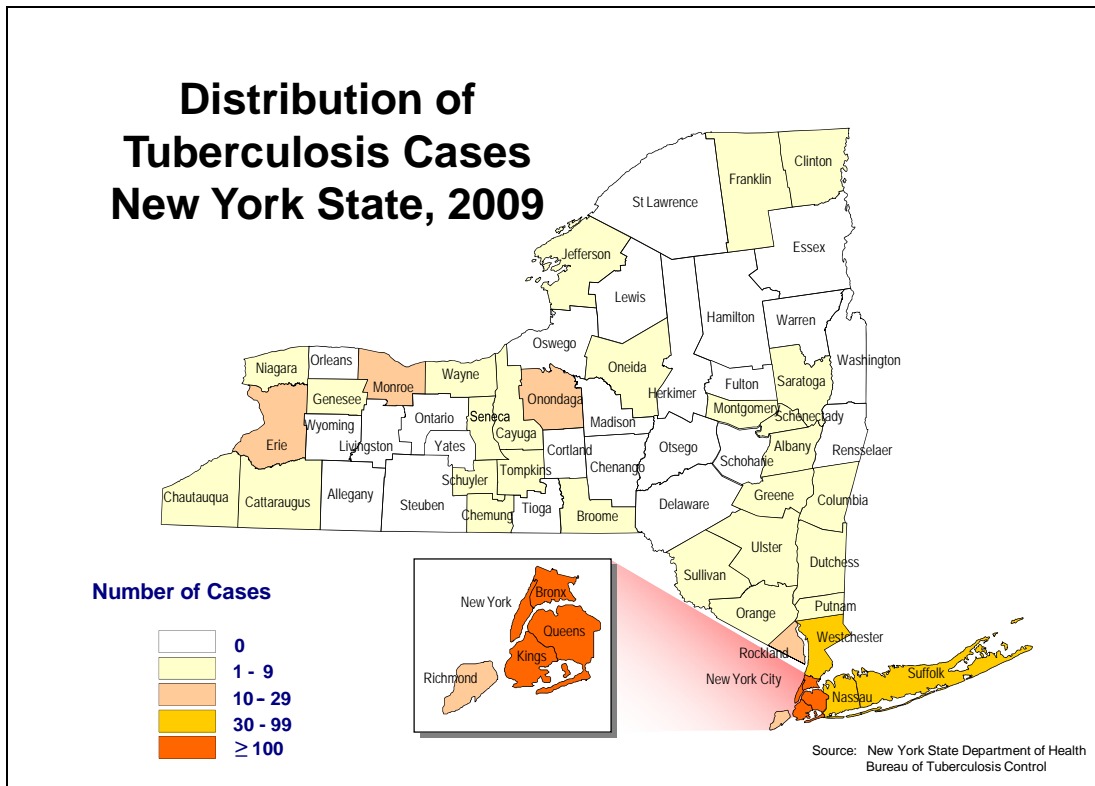 Distribution of
Tuberculosis Cases
New York State, 2009
Clinton
Franklin
St Lawrence
Essex
Jefferson
Lewis
Hamilton
Warren
Oswego
Washington
Orleans
Niagara
Wayne
Oneida
Monroe
Fulton
Saratoga
Herkimer
Genesee
Onondaga
Montgomery
Madison
Ontario
Seneca
Schenectady
Wyoming
Cayuga
Erie
Livingston
Yates
Cortland
Otsego
Albany
Rensselaer
Schoharie
Chenango
Tompkins
Schuyler
Chautauqua
Cattaraugus
Allegany
Steuben
Greene
Columbia
Delaware
Tioga
Chemung
Broome
Ulster
Dutchess
Sullivan
Putnam
Orange
Westchester
Rockland
Suffolk
New York City
Nassau
New York
Bronx
Queens
Kings
Richmond
Number of Cases
0
1 - 9
10 - 29
30 - 99
≥ 100
Source: New York State Department of Health
Bureau of Tuberculosis Control